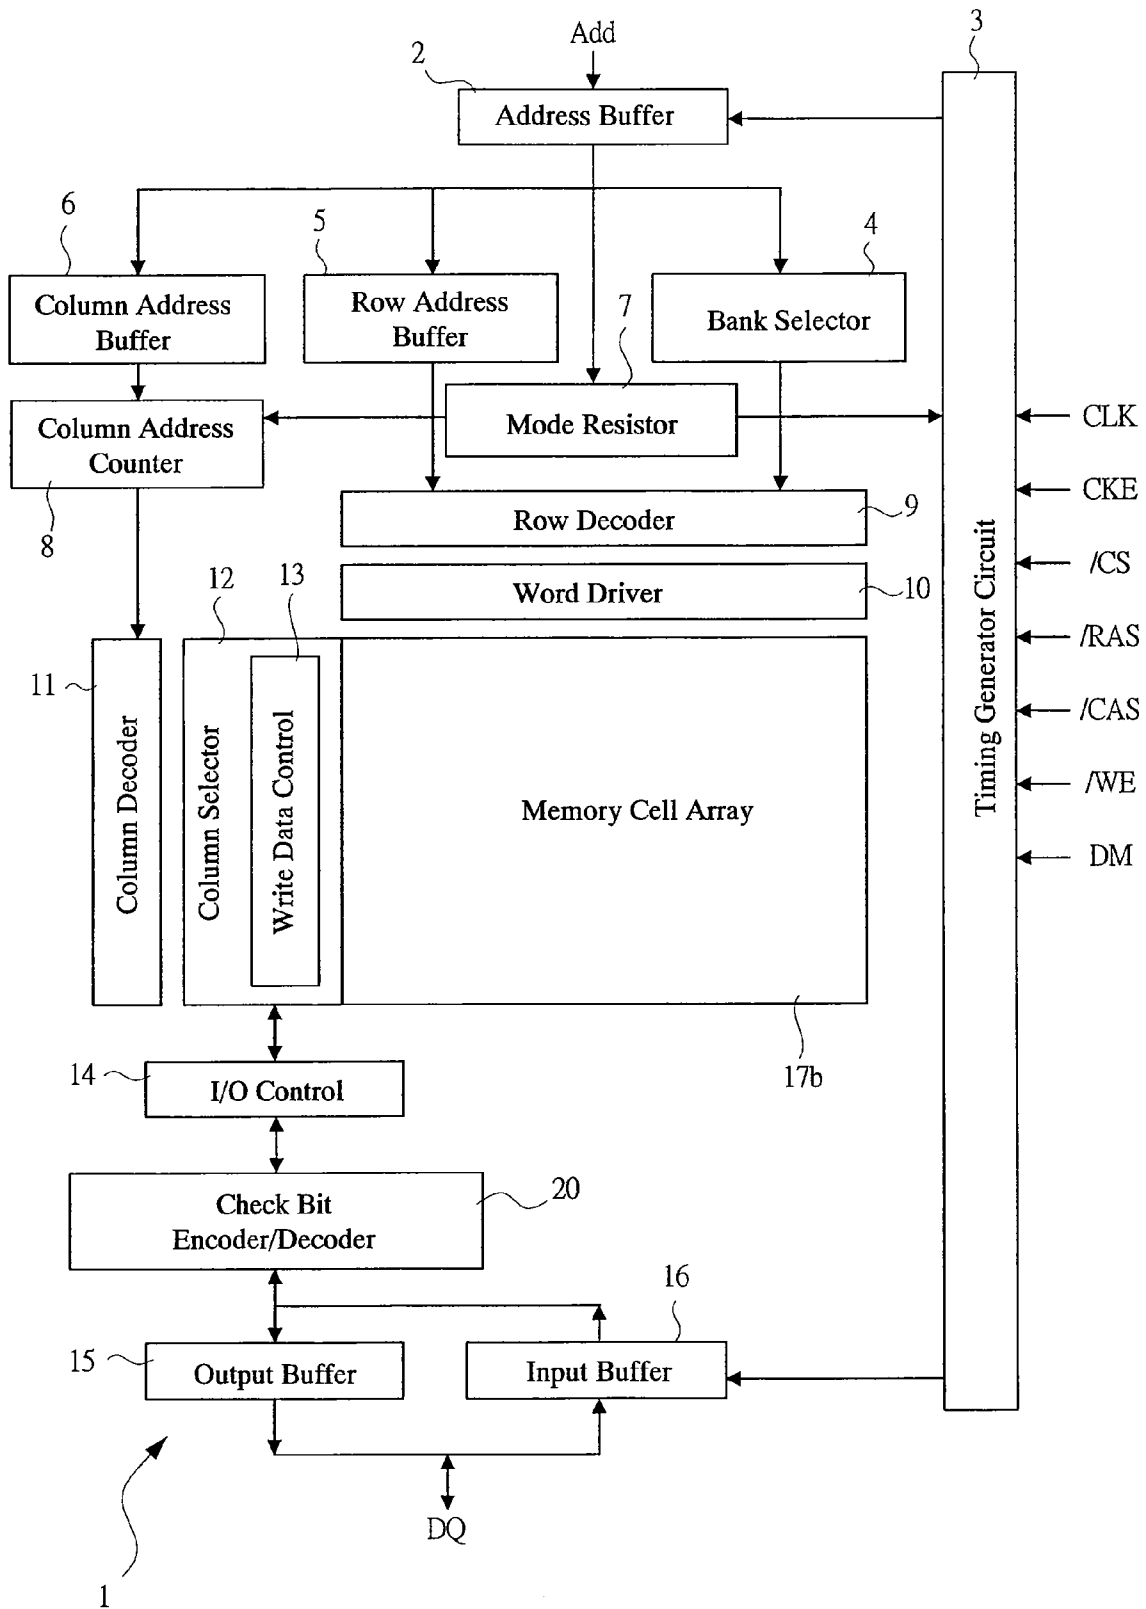 Add
2
3
Address Buffer
6
5
4
Column Address
Buffer
Row Address
Buffer
7
Bank Selector
Mode Resistor
Column Address
Counter
8
CLK
CKE
/CS
/RAS
/CAS
/WE
DM
Timing Generator Circuit
Row Decoder
9
Word Driver
10
12
13
11
Column Decoder
Column Selector
Write Data Control
Memory Cell Array
17b
14
I/O Control
Check Bit
Encoder/Decoder
20
16
15
Output Buffer
Input Buffer
DQ
1